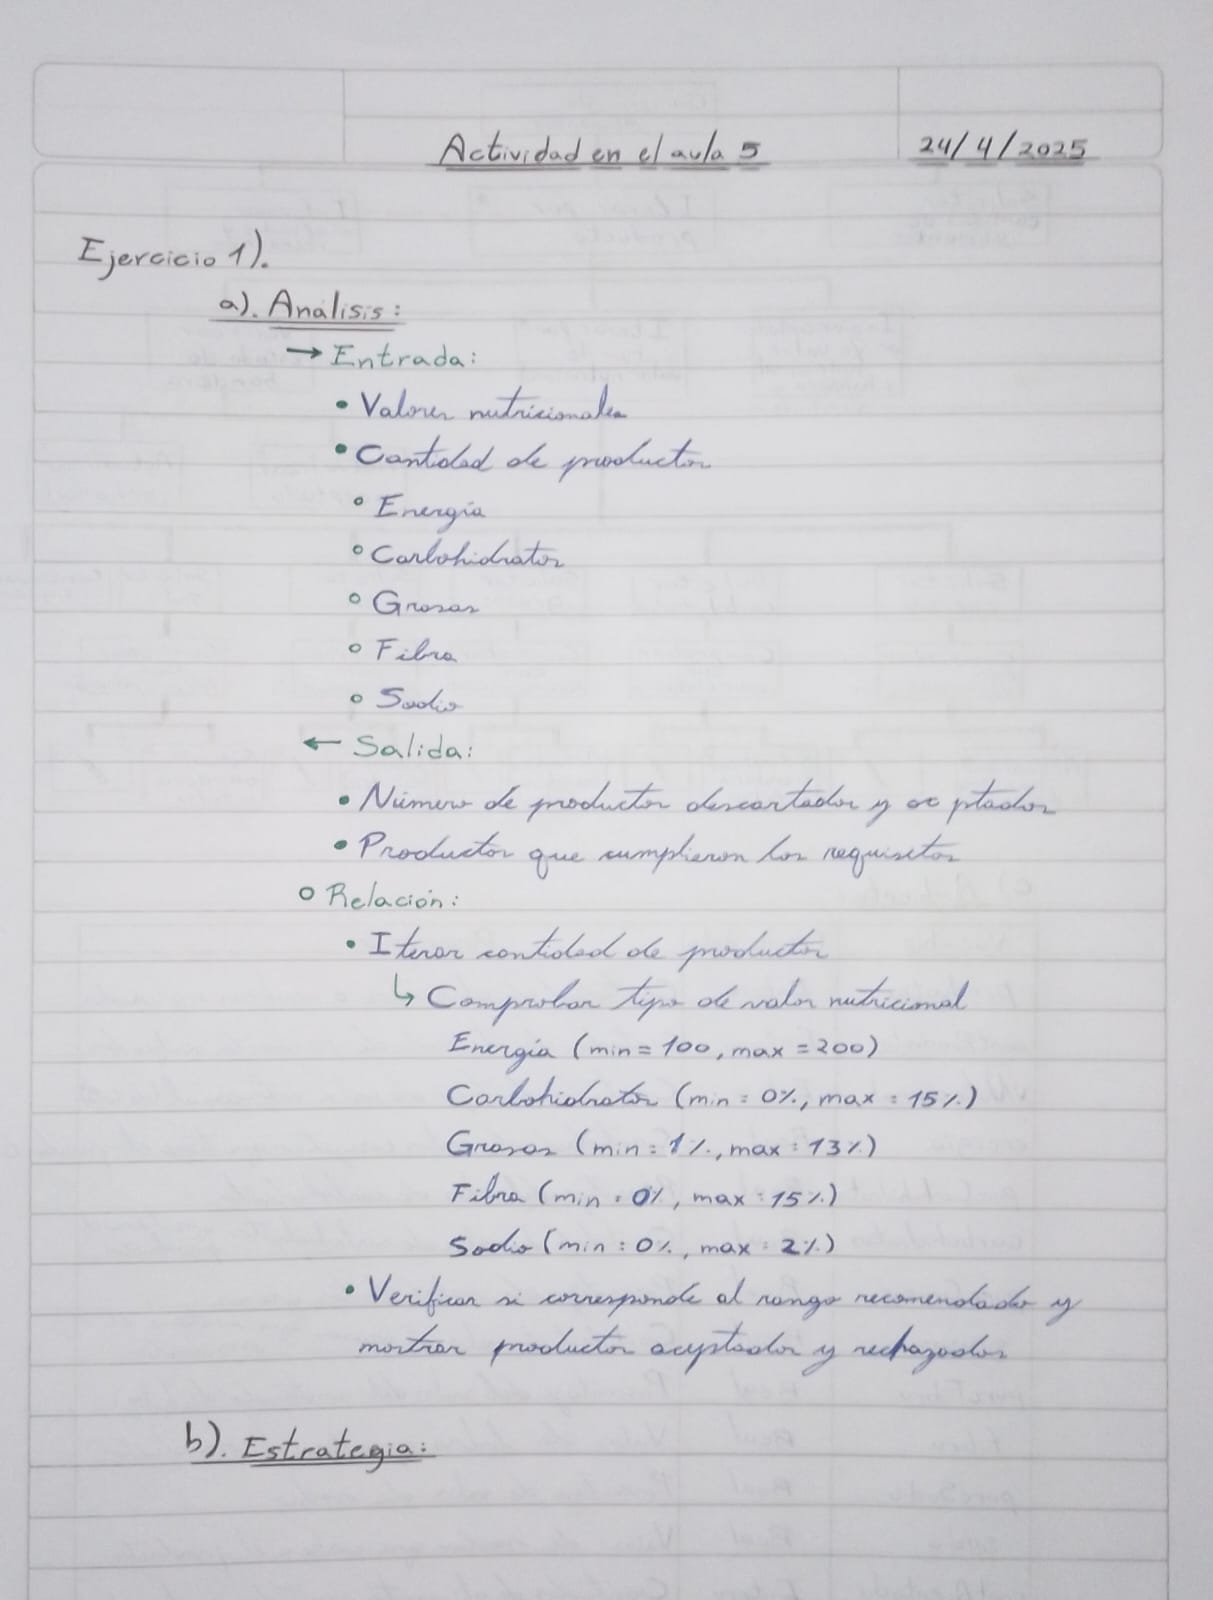 Actividad en el aula 5
24/4/2025
Ejercicio 1).
a). Análisis:
→ Entrada:
• Valores nutricionales
• Cantidad de productos
° Energía
° Carbohidratos
° Grasas
° Fibra
° Sodio
← Salida:
• Número de productos descartados y ac ptados
• Productos que cumplieron los requisitos
° Relación:
• Iterar cantidad de productos
↳ Comprobar tipo de valor nutricional
Energía (min = 100, max = 200)
Carbohidratos (min = 0%, max = 15%)
Grasas (min = 1%, max = 13%)
Fibra (min = 0%, max = 15%)
Sodio (min = 0%, max = 2%)
• Verificar si corresponde al rango recomendado y
mostrar productos aceptados y rechazados
b). Estrategia: